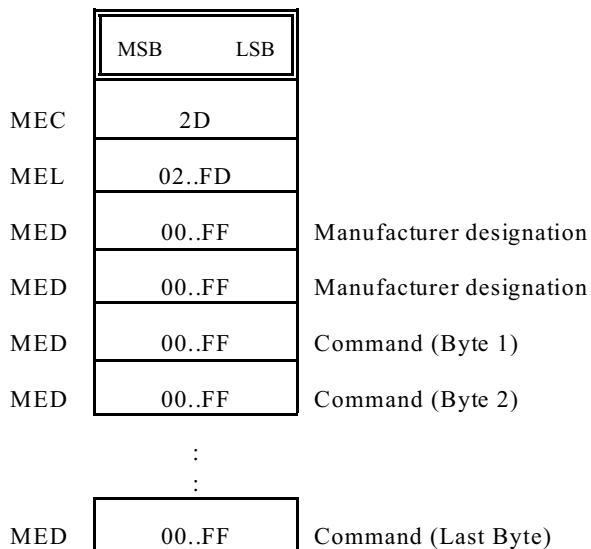 MSB LSB
MEC 2D
MEL 02..FD
MED 00..FF Manufacturer designation
MED 00..FF Manufacturer designation
MED 00..FF Command (Byte 1)
MED 00..FF Command (Byte 2)
:
:
MED 00..FF Command (Last Byte)